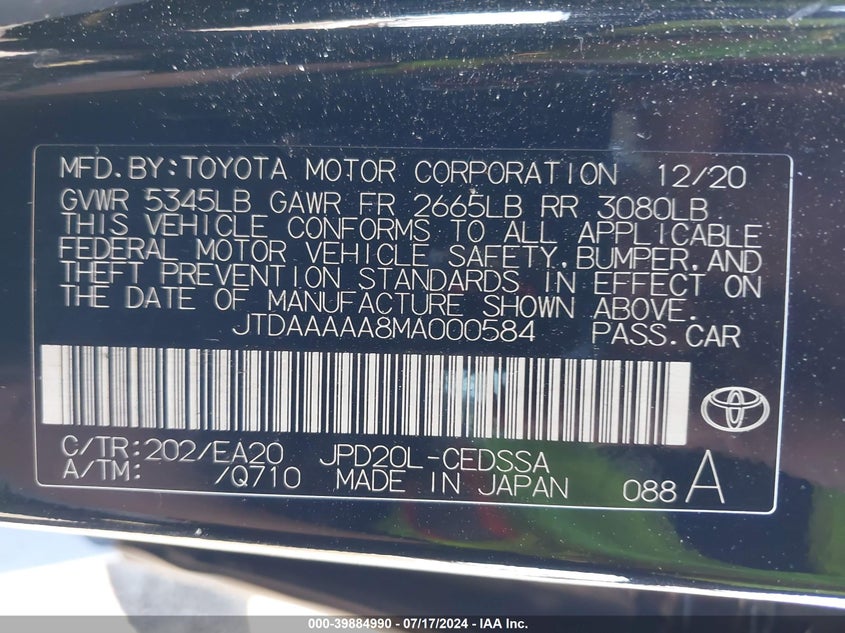 MFD.BY:TOYOTA MOTOR CORPORATION 12/20
GVWR 5345LB GAWR FR 2665LB RR 3080LB
THIS VEHICLE CONFORMS TO ALL APPLICABLE
FEDERAL MOTOR VEHICLE SAFETY,BUMPER,AND
THEFT PREVENTION STANDARDS IN EFFECT ON
THE DATE OF MANUFACTURE SHOWN ABOVE.
JTDAAAAA8MA000584 PASS.CAR
C/TR:202/EA20 JPD20L-CEDSSA
A/TM: /Q710 MADE IN JAPAN 088 A
000-39884990 - 07/17/2024 - IAA Inc.